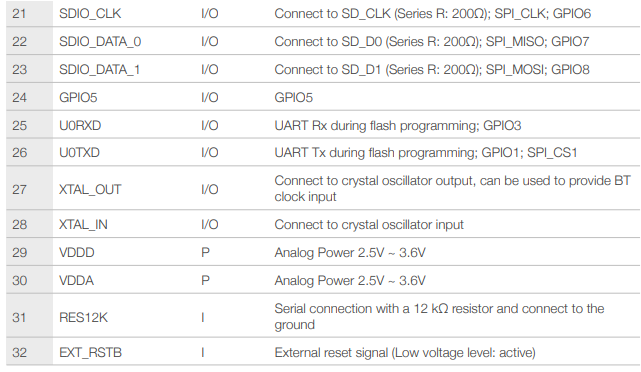 21 SDIO_CLK I/O Connect to SD_CLK (Series R: 200Ω); SPI_CLK; GPIO6
22 SDIO_DATA_0 I/O Connect to SD_D0 (Series R: 200Ω); SPI_MISO; GPIO7
23 SDIO_DATA_1 I/O Connect to SD_D1 (Series R: 200Ω); SPI_MOSI; GPIO8
24 GPIO5 I/O GPIO5
25 U0RXD I/O UART Rx during flash programming; GPIO3
26 U0TXD I/O UART Tx during flash programming; GPIO1; SPI_CS1
27 XTAL_OUT I/O Connect to crystal oscillator output, can be used to provide BT
clock input
28 XTAL_IN I/O Connect to crystal oscillator input
29 VDDD P Analog Power 2.5V ~ 3.6V
30 VDDA P Analog Power 2.5V ~ 3.6V
31 RES12K I Serial connection with a 12 kΩ resistor and connect to the
ground
32 EXT_RSTB I External reset signal (Low voltage level: active)